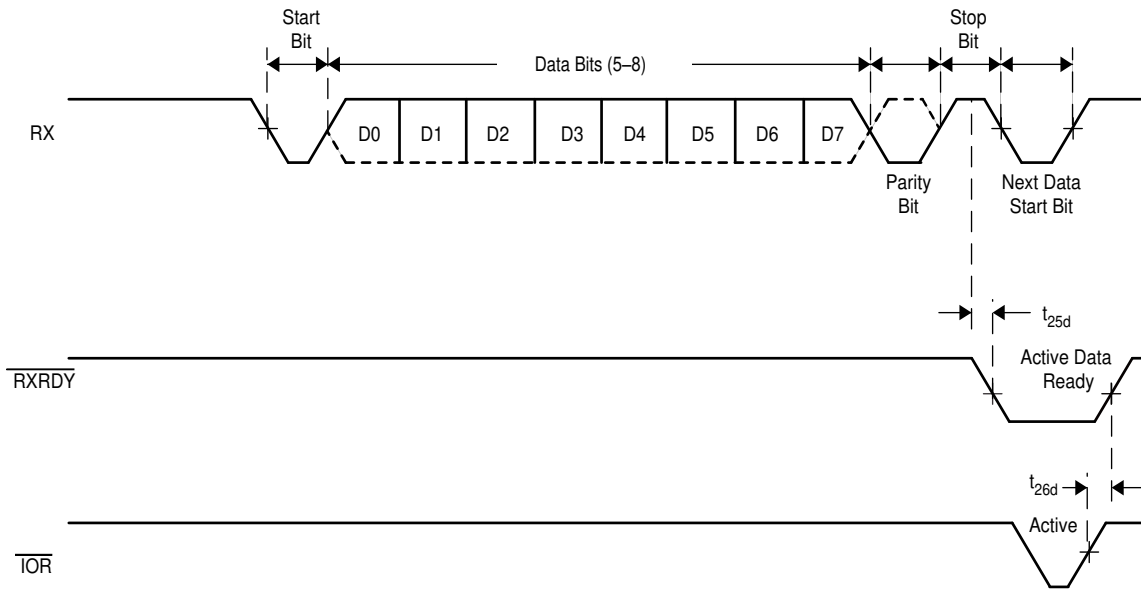 Start
Bit
Data Bits (5–8)
Stop
Bit
RX
D0 D1 D2 D3 D4 D5 D6 D7
Parity
Bit
Next Data
Start Bit
t25d
RXRDY
Active Data
Ready
t26d
Active
IOR